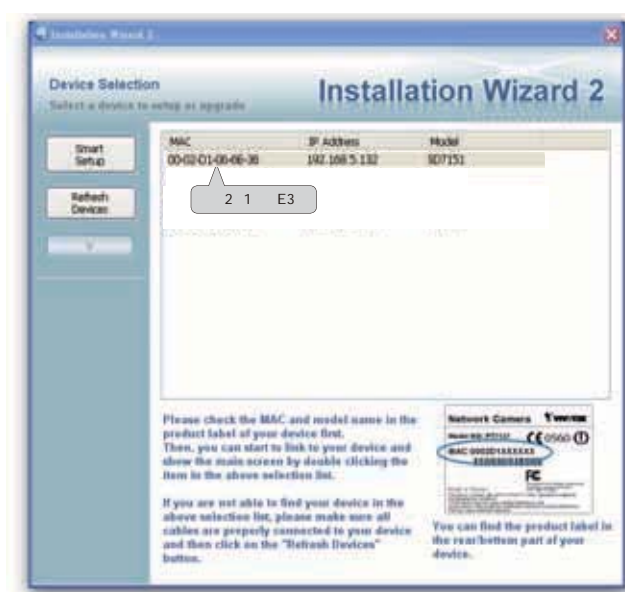 Installation Wizard 2
Device Selection
Select a device to setup or upgrade
Installation Wizard 2
Smart
Setup
Refresh
Devices
MAC IP Address Model
00-02-D1-06-66-36 192.168.5.132 SD7151
2 1 E3
Please check the MAC and model name in the
product label of your device first.
Then, you can start to link to your device and
show the main screen by double clicking the
item in the above selection list.
If you are not able to find your device in the
above selection list, please make sure all
cables are properly connected to your device
and then click on the "Refresh Devices"
button.
Network Camera
MAC:0002D1XXXXXX
CE 0560
FC
You can find the product label in
the rear/bottom part of your
device.